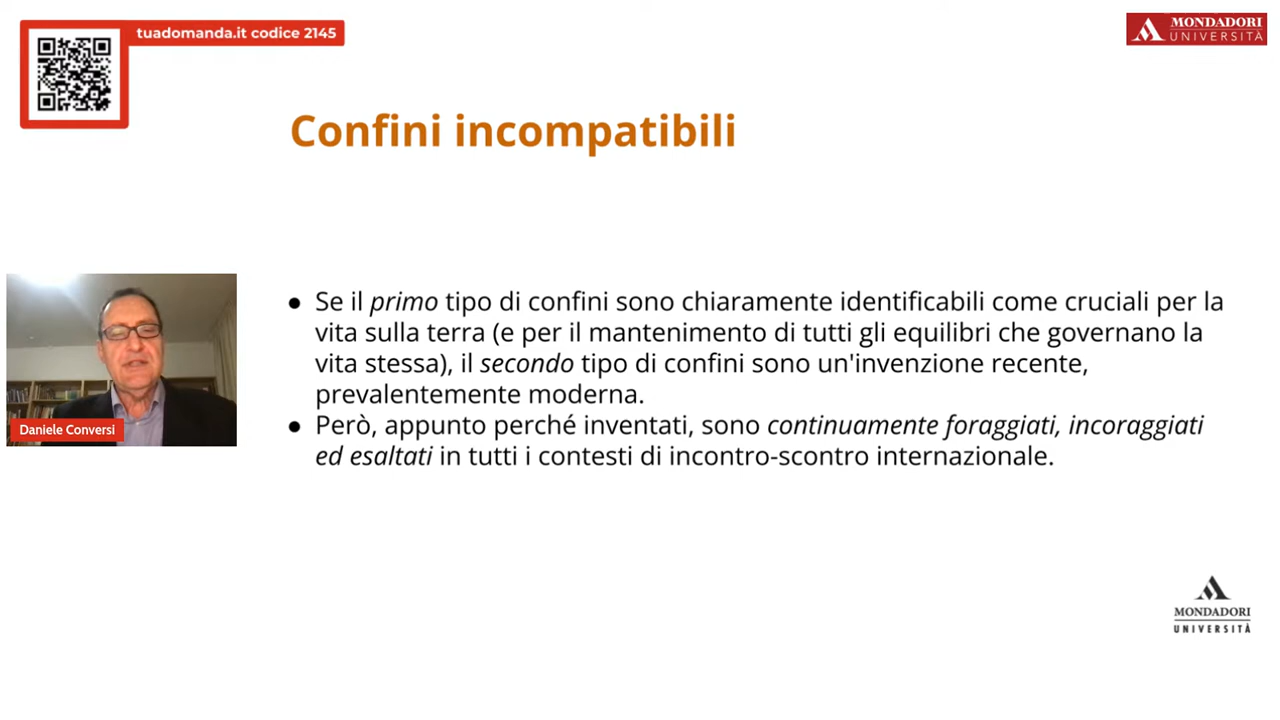 tuadomanda.it codice 2145
MONDADORI
UNIVERSITÀ
Confini incompatibili
● Se il primo tipo di confini sono chiaramente identificabili come cruciali per la
vita sulla terra (e per il mantenimento di tutti gli equilibri che governano la
vita stessa), il secondo tipo di confini sono un'invenzione recente,
prevalentemente moderna.
● Però, appunto perché inventati, sono continuamente foraggiati, incoraggiati
ed esaltati in tutti i contesti di incontro-scontro internazionale.
Daniele Conversi
MONDADORI
UNIVERSITÀ